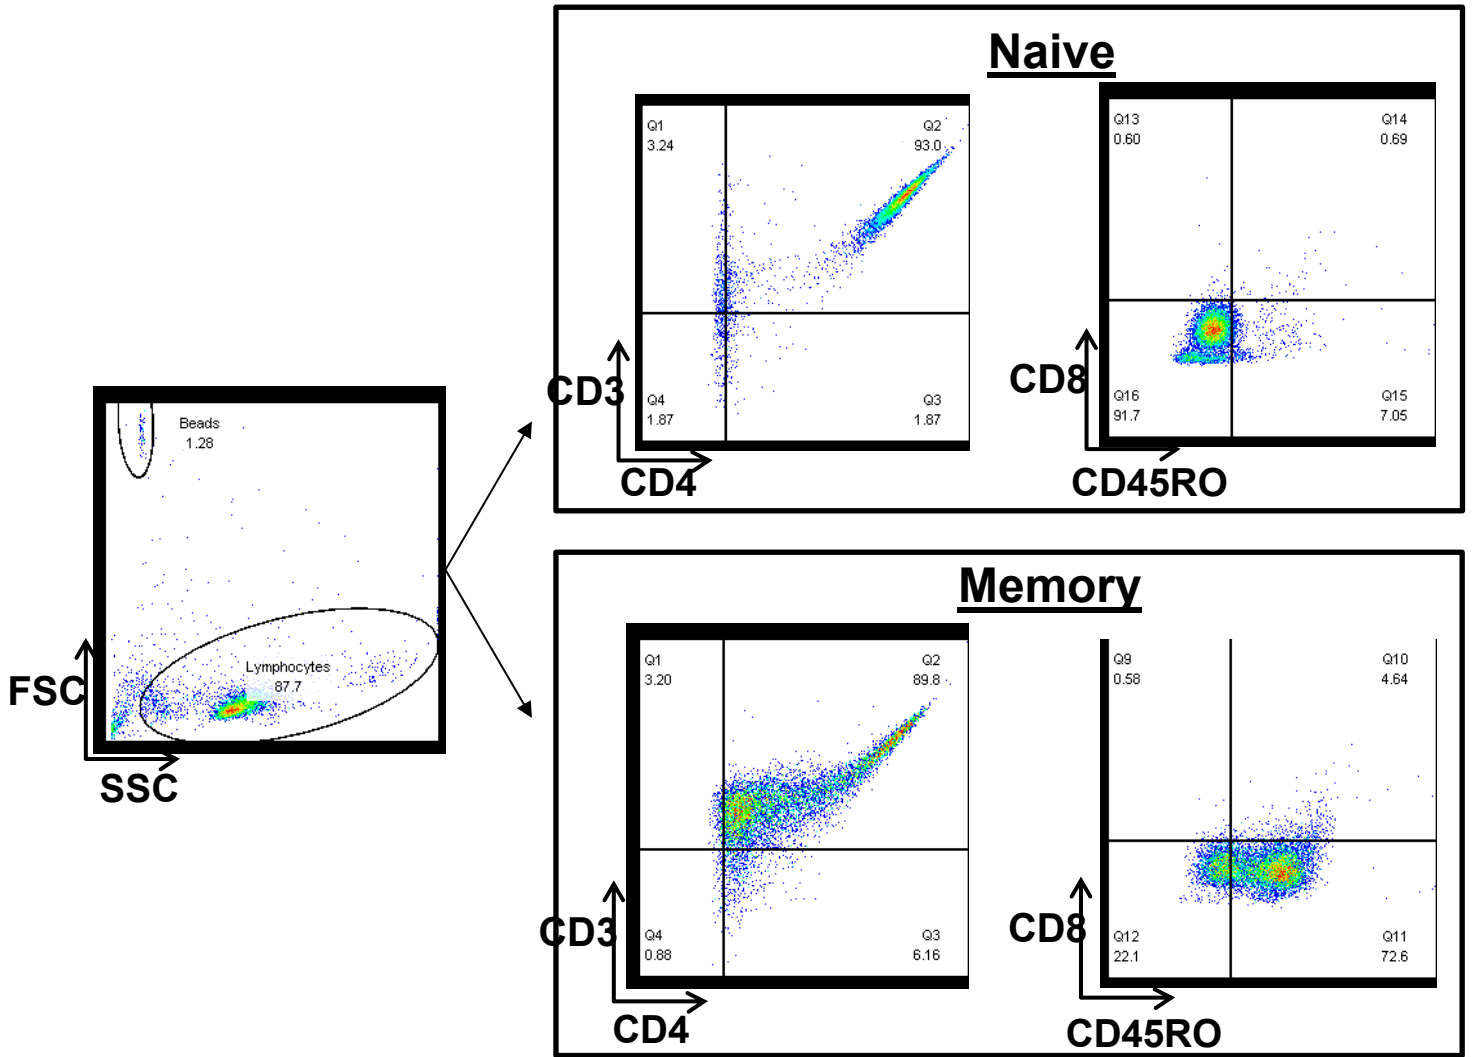 Naive
Q1
3.24
Q2
93.0
Q4
1.87
Q3
1.87
CD3
CD4
Q13
0.60
Q14
0.69
Q16
91.7
Q15
7.05
CD8
CD45RO
Beads
1.28
Lymphocytes
87.7
FSC
SSC
Memory
Q1
3.20
Q2
89.8
Q4
0.88
Q3
6.16
CD3
CD4
Q9
0.58
Q10
4.64
Q12
22.1
Q11
72.6
CD8
CD45RO